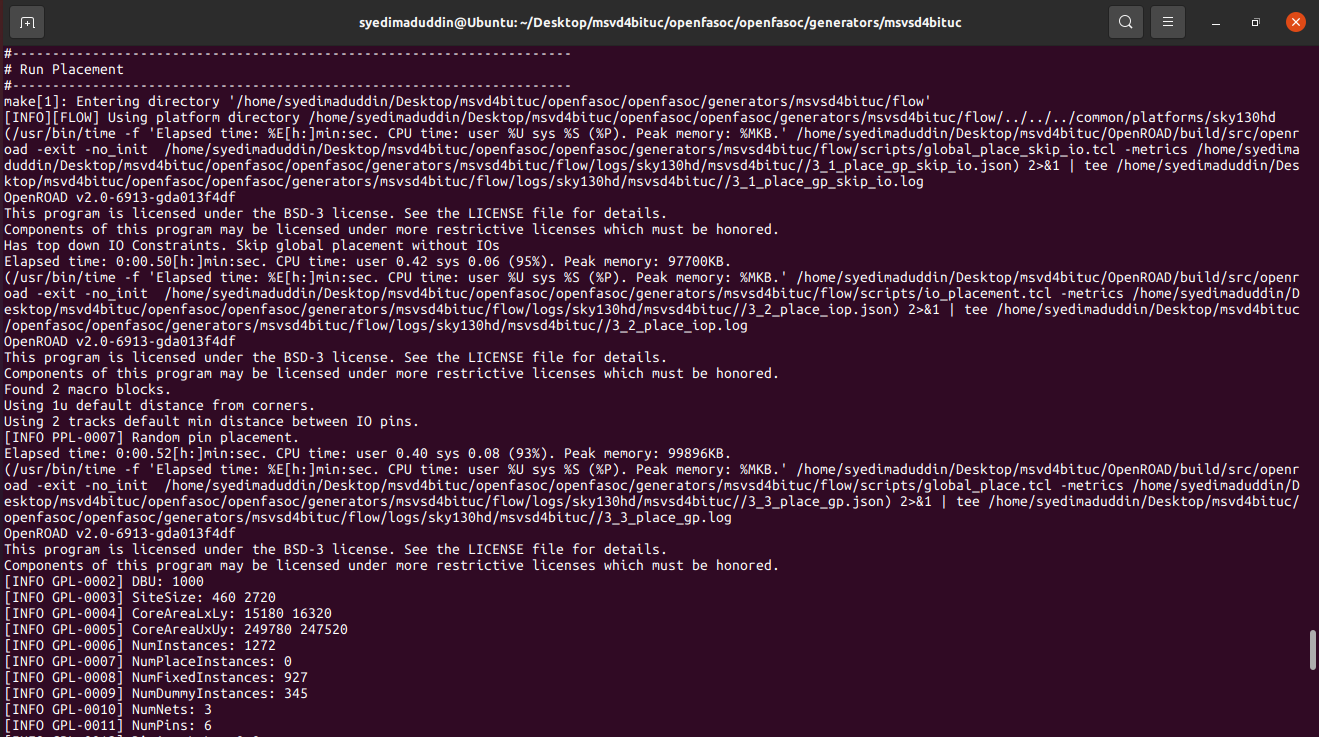 syedimaduddin@Ubuntu: ~/Desktop/msvd4bituc/openfasoc/openfasoc/generators/msvsd4bituc
#----------------------------------------------------------------------
# Run Placement
#----------------------------------------------------------------------
make[1]: Entering directory '/home/syedimaduddin/Desktop/msvd4bituc/openfasoc/openfasoc/generators/msvsd4bituc/flow'
[INFO][FLOW] Using platform directory /home/syedimaduddin/Desktop/msvd4bituc/openfasoc/openfasoc/generators/msvsd4bituc/flow/../../../common/platforms/sky130hd
(/usr/bin/time -f 'Elapsed time: %E[h:]min:sec. CPU time: user %U sys %S (%P). Peak memory: %MKB.' /home/syedimaduddin/Desktop/msvd4bituc/OpenROAD/build/src/openr
oad -exit -no_init  /home/syedimaduddin/Desktop/msvd4bituc/openfasoc/openfasoc/generators/msvsd4bituc/flow/scripts/global_place_skip_io.tcl -metrics /home/syedima
duddin/Desktop/msvd4bituc/openfasoc/openfasoc/generators/msvsd4bituc/flow/logs/sky130hd/msvsd4bituc//3_1_place_gp_skip_io.json) 2>&1 | tee /home/syedimaduddin/Des
ktop/msvd4bituc/openfasoc/openfasoc/generators/msvsd4bituc/flow/logs/sky130hd/msvsd4bituc//3_1_place_gp_skip_io.log
OpenROAD v2.0-6913-gda013f4df
This program is licensed under the BSD-3 license. See the LICENSE file for details.
Components of this program may be licensed under more restrictive licenses which must be honored.
Has top down IO Constraints. Skip global placement without IOs
Elapsed time: 0:00.50[h:]min:sec. CPU time: user 0.42 sys 0.06 (95%). Peak memory: 97700KB.
(/usr/bin/time -f 'Elapsed time: %E[h:]min:sec. CPU time: user %U sys %S (%P). Peak memory: %MKB.' /home/syedimaduddin/Desktop/msvd4bituc/OpenROAD/build/src/openr
oad -exit -no_init  /home/syedimaduddin/Desktop/msvd4bituc/openfasoc/openfasoc/generators/msvsd4bituc/flow/scripts/io_placement.tcl -metrics /home/syedimaduddin/D
esktop/msvd4bituc/openfasoc/openfasoc/generators/msvsd4bituc/flow/logs/sky130hd/msvsd4bituc//3_2_place_iop.json) 2>&1 | tee /home/syedimaduddin/Desktop/msvd4bituc
/openfasoc/openfasoc/generators/msvsd4bituc/flow/logs/sky130hd/msvsd4bituc//3_2_place_iop.log
OpenROAD v2.0-6913-gda013f4df
This program is licensed under the BSD-3 license. See the LICENSE file for details.
Components of this program may be licensed under more restrictive licenses which must be honored.
Found 2 macro blocks.
Using 1u default distance from corners.
Using 2 tracks default min distance between IO pins.
[INFO PPL-0007] Random pin placement.
Elapsed time: 0:00.52[h:]min:sec. CPU time: user 0.40 sys 0.08 (93%). Peak memory: 99896KB.
(/usr/bin/time -f 'Elapsed time: %E[h:]min:sec. CPU time: user %U sys %S (%P). Peak memory: %MKB.' /home/syedimaduddin/Desktop/msvd4bituc/OpenROAD/build/src/openr
oad -exit -no_init  /home/syedimaduddin/Desktop/msvd4bituc/openfasoc/openfasoc/generators/msvsd4bituc/flow/scripts/global_place.tcl -metrics /home/syedimaduddin/D
esktop/msvd4bituc/openfasoc/openfasoc/generators/msvsd4bituc/flow/logs/sky130hd/msvsd4bituc//3_3_place_gp.json) 2>&1 | tee /home/syedimaduddin/Desktop/msvd4bituc/
openfasoc/openfasoc/generators/msvsd4bituc/flow/logs/sky130hd/msvsd4bituc//3_3_place_gp.log
OpenROAD v2.0-6913-gda013f4df
This program is licensed under the BSD-3 license. See the LICENSE file for details.
Components of this program may be licensed under more restrictive licenses which must be honored.
[INFO GPL-0002] DBU: 1000
[INFO GPL-0003] SiteSize: 460 2720
[INFO GPL-0004] CoreAreaLxLy: 15180 16320
[INFO GPL-0005] CoreAreaUxUy: 249780 247520
[INFO GPL-0006] NumInstances: 1272
[INFO GPL-0007] NumPlaceInstances: 0
[INFO GPL-0008] NumFixedInstances: 927
[INFO GPL-0009] NumDummyInstances: 345
[INFO GPL-0010] NumNets: 3
[INFO GPL-0011] NumPins: 6